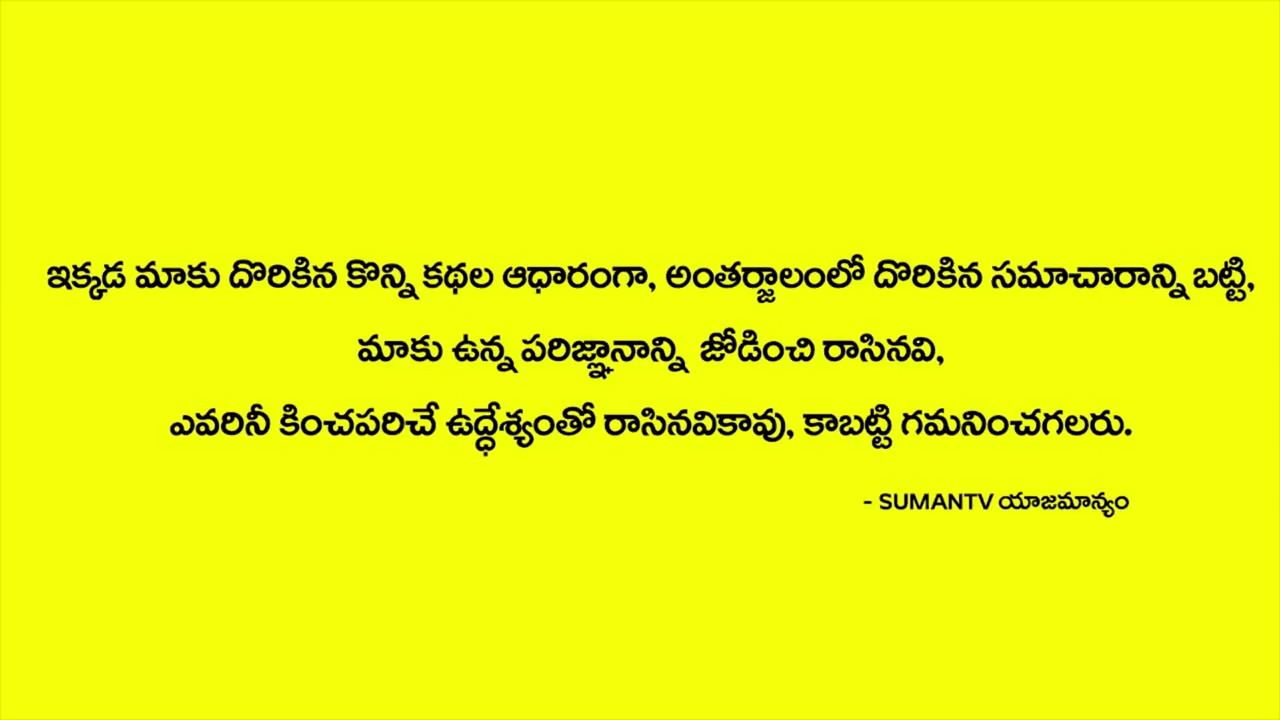 ఇక్కడ మాకు దొరికిన కొన్ని కథల ఆధారంగా, అంతర్జాలంలో దొరికిన సమాచారాన్ని బట్టి,
మాకు ఉన్న పరిజ్ఞానాన్ని జోడించి రాసినవి,
ఎవరినీ కించపరిచే ఉద్ధేశ్యంతో రాసినవికావు, కాబట్టి గమనించగలరు.
- SUMANTV యాజమాన్యం